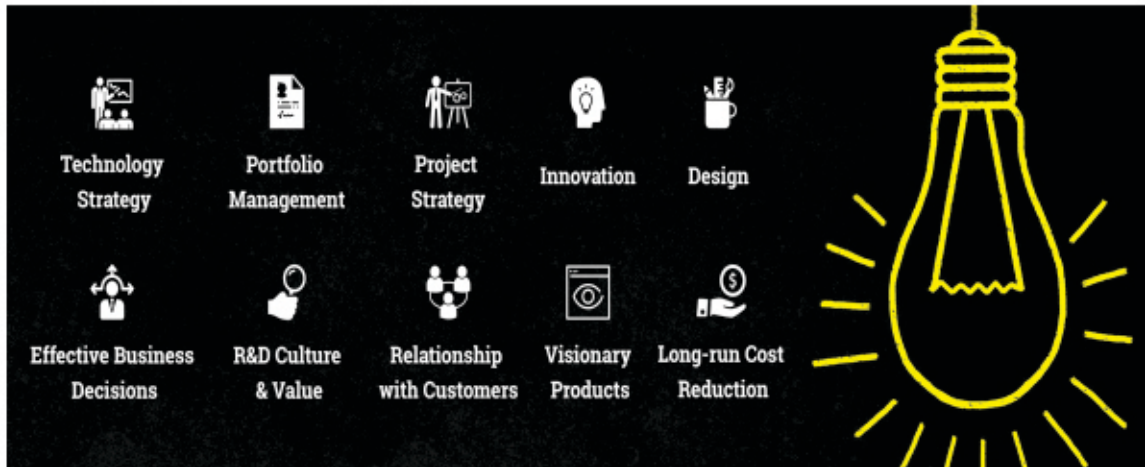 Technology
Strategy
Portfolio
Management
Project
Strategy
Innovation
Design
Effective Business
Decisions
R&D Culture
& Value
Relationship
with Customers
Visionary
Products
Long-run Cost
Reduction